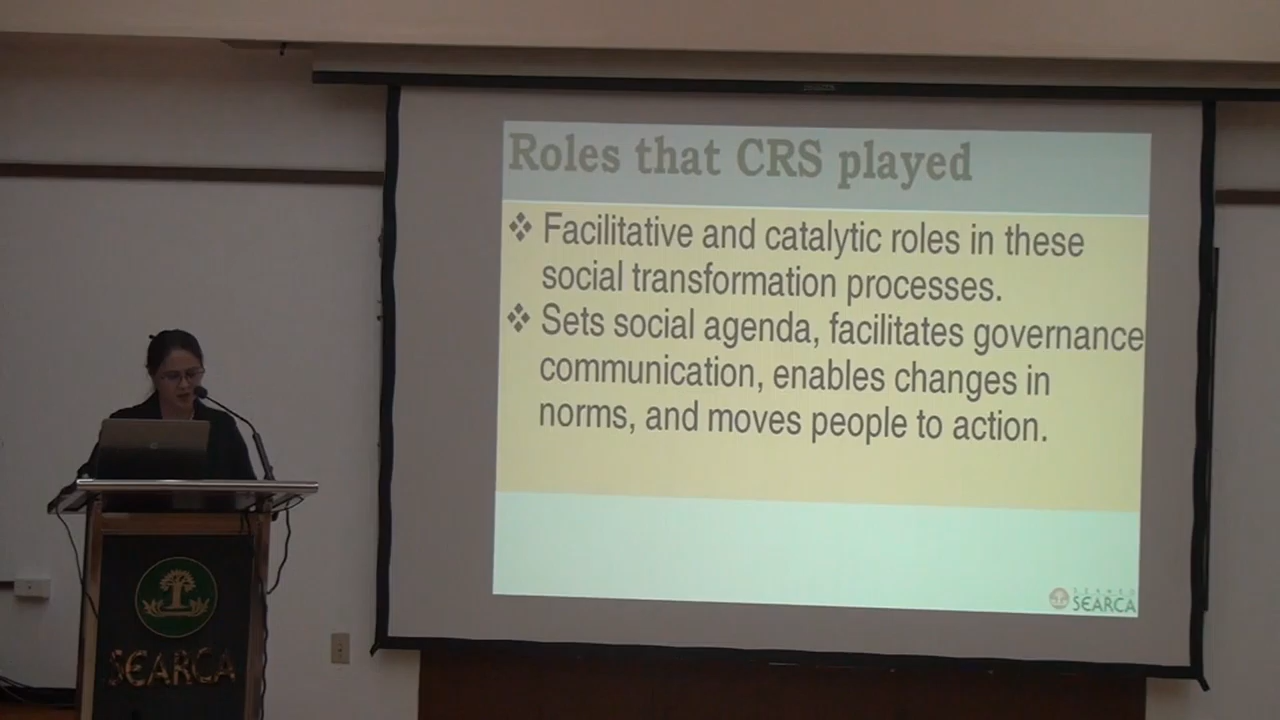 Roles that CRS played
❖ Facilitative and catalytic roles in these
social transformation processes.
❖ Sets social agenda, facilitates governance
communication, enables changes in
norms, and moves people to action.
SEARCA
SEARCA